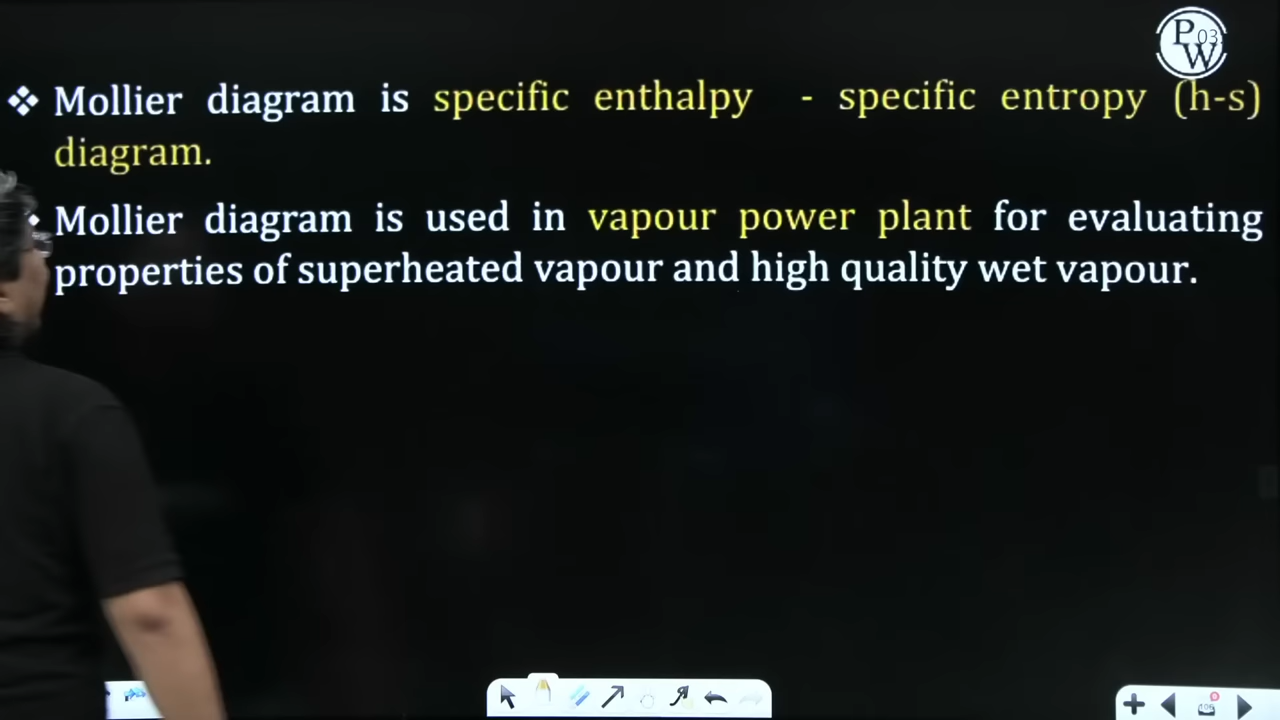 P 03
W
❖ Mollier diagram is specific enthalpy - specific entropy (h-s)
diagram.
Mollier diagram is used in vapour power plant for evaluating
properties of superheated vapour and high quality wet vapour.